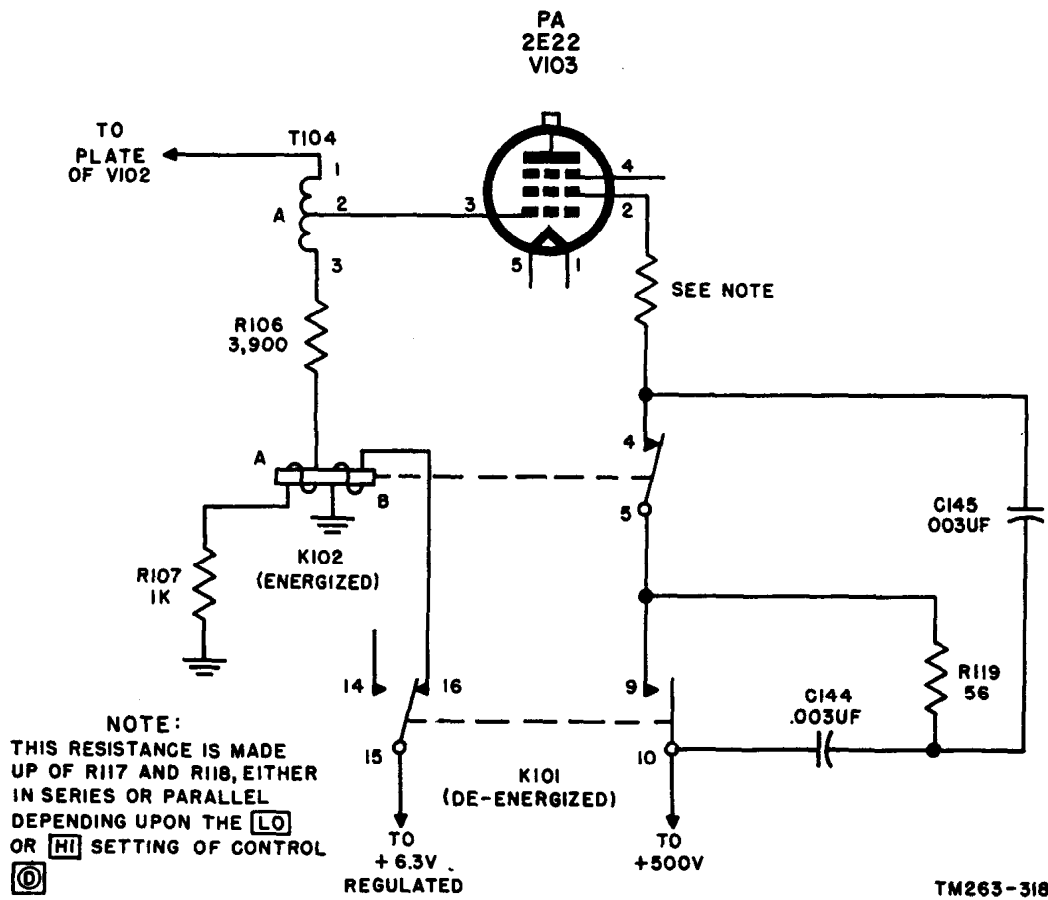 PA
2E22
V103
TO
PLATE
OF V102
T104
1
A
2
3
3
4
2
5
1
SEE NOTE
R106
3,900
A
B
4
5
K102
(ENERGIZED)
R107
1K
C145
.003UF
14
16
9
R119
56
C144
.003UF
15
10
K101
(DE-ENERGIZED)
NOTE:
THIS RESISTANCE IS MADE
UP OF R117 AND R118, EITHER
IN SERIES OR PARALLEL
DEPENDING UPON THE LO
OR HI SETTING OF CONTROL
D
TO
+6.3V
REGULATED
TO
+500V
TM263-318